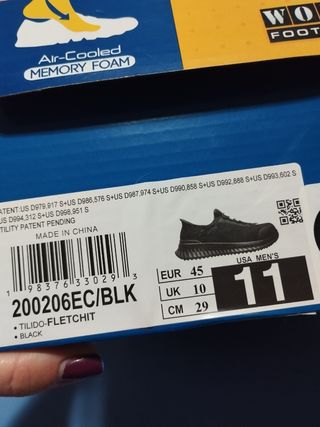 Air-Cooled
MEMORY FOAM
WO
FOOT
PATENT: US D979,917 S+US D986,576 S+US D987,974 S+US D990,858 S+US D992,888 S+US D993,602 S
US D994,312 S+US D998,951 S
TILITY PATENT PENDING
MADE IN CHINA
1 98376 33029 3
200206EC/BLK
• TILIDO-FLETCHIT
• BLACK
EUR 45
UK 10
CM 29
USA MEN'S
11